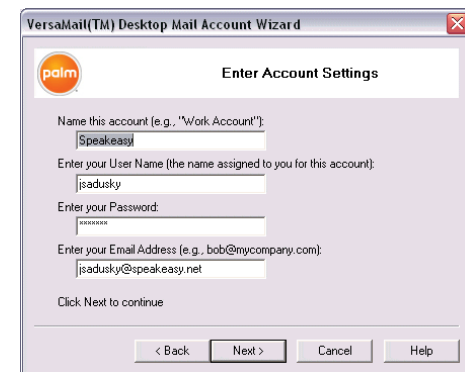 VersaMail(TM) Desktop Mail Account Wizard
palm
Enter Account Settings
Name this account (e.g., "Work Account"):
Speakeasy
Enter your User Name (the name assigned to you for this account):
jsadusky
Enter your Password:
*******
Enter your Email Address (e.g., bob@mycompany.com):
jsadusky@speakeasy.net
Click Next to continue
< Back Next > Cancel Help